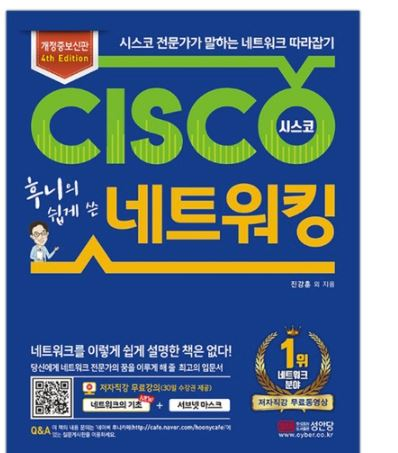 개정증보신판
4th Edition
시스코 전문가가 말하는 네트워크 따라잡기
CISCO
시스코
후니의
쉽게 쓴
네트워킹
진강훈 외 지음
네트워크를 이렇게 쉽게 설명한 책은 없다!
당신에게 네트워크 전문가의 꿈을 이루게 해 줄 최고의 입문서
저자직강 무료강의(30일 수강권 제공)
네트워크의 기초 + 서브넷 마스크
New
Q&A 이 책의 내용 문의는 '네이버 후니카페(http://cafe.naver.com/hoonycafe)'에
있는 질문게시판을 이용하세요.
1위
네트워크
분야
저자직강 무료동영상
성안당
www.cyber.co.kr